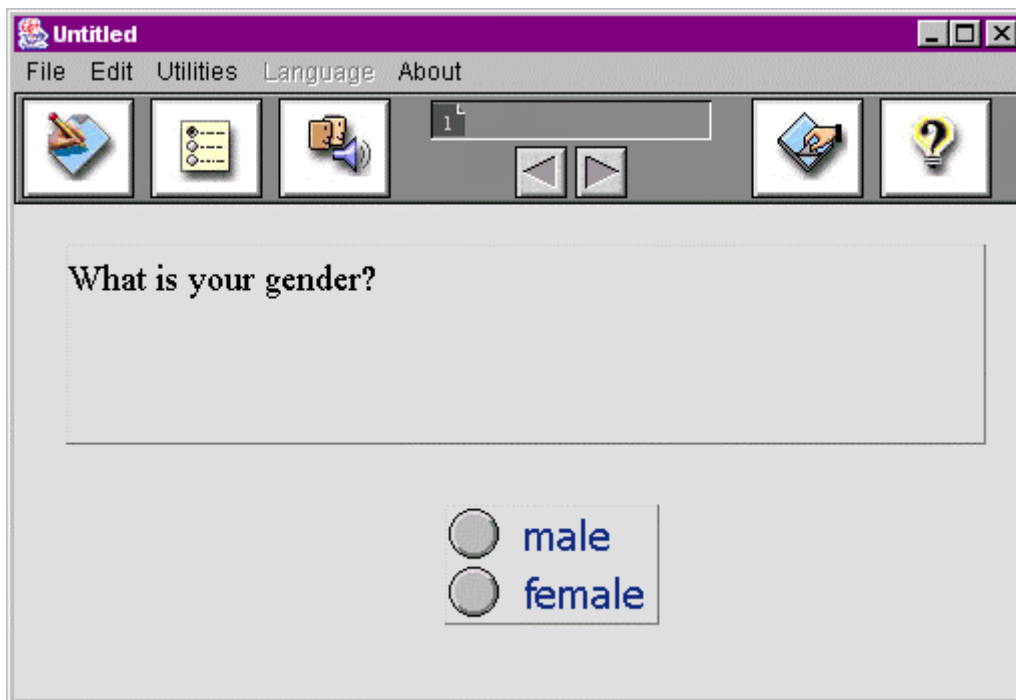 Untitled
File Edit Utilities Language About
1
What is your gender?
male
female